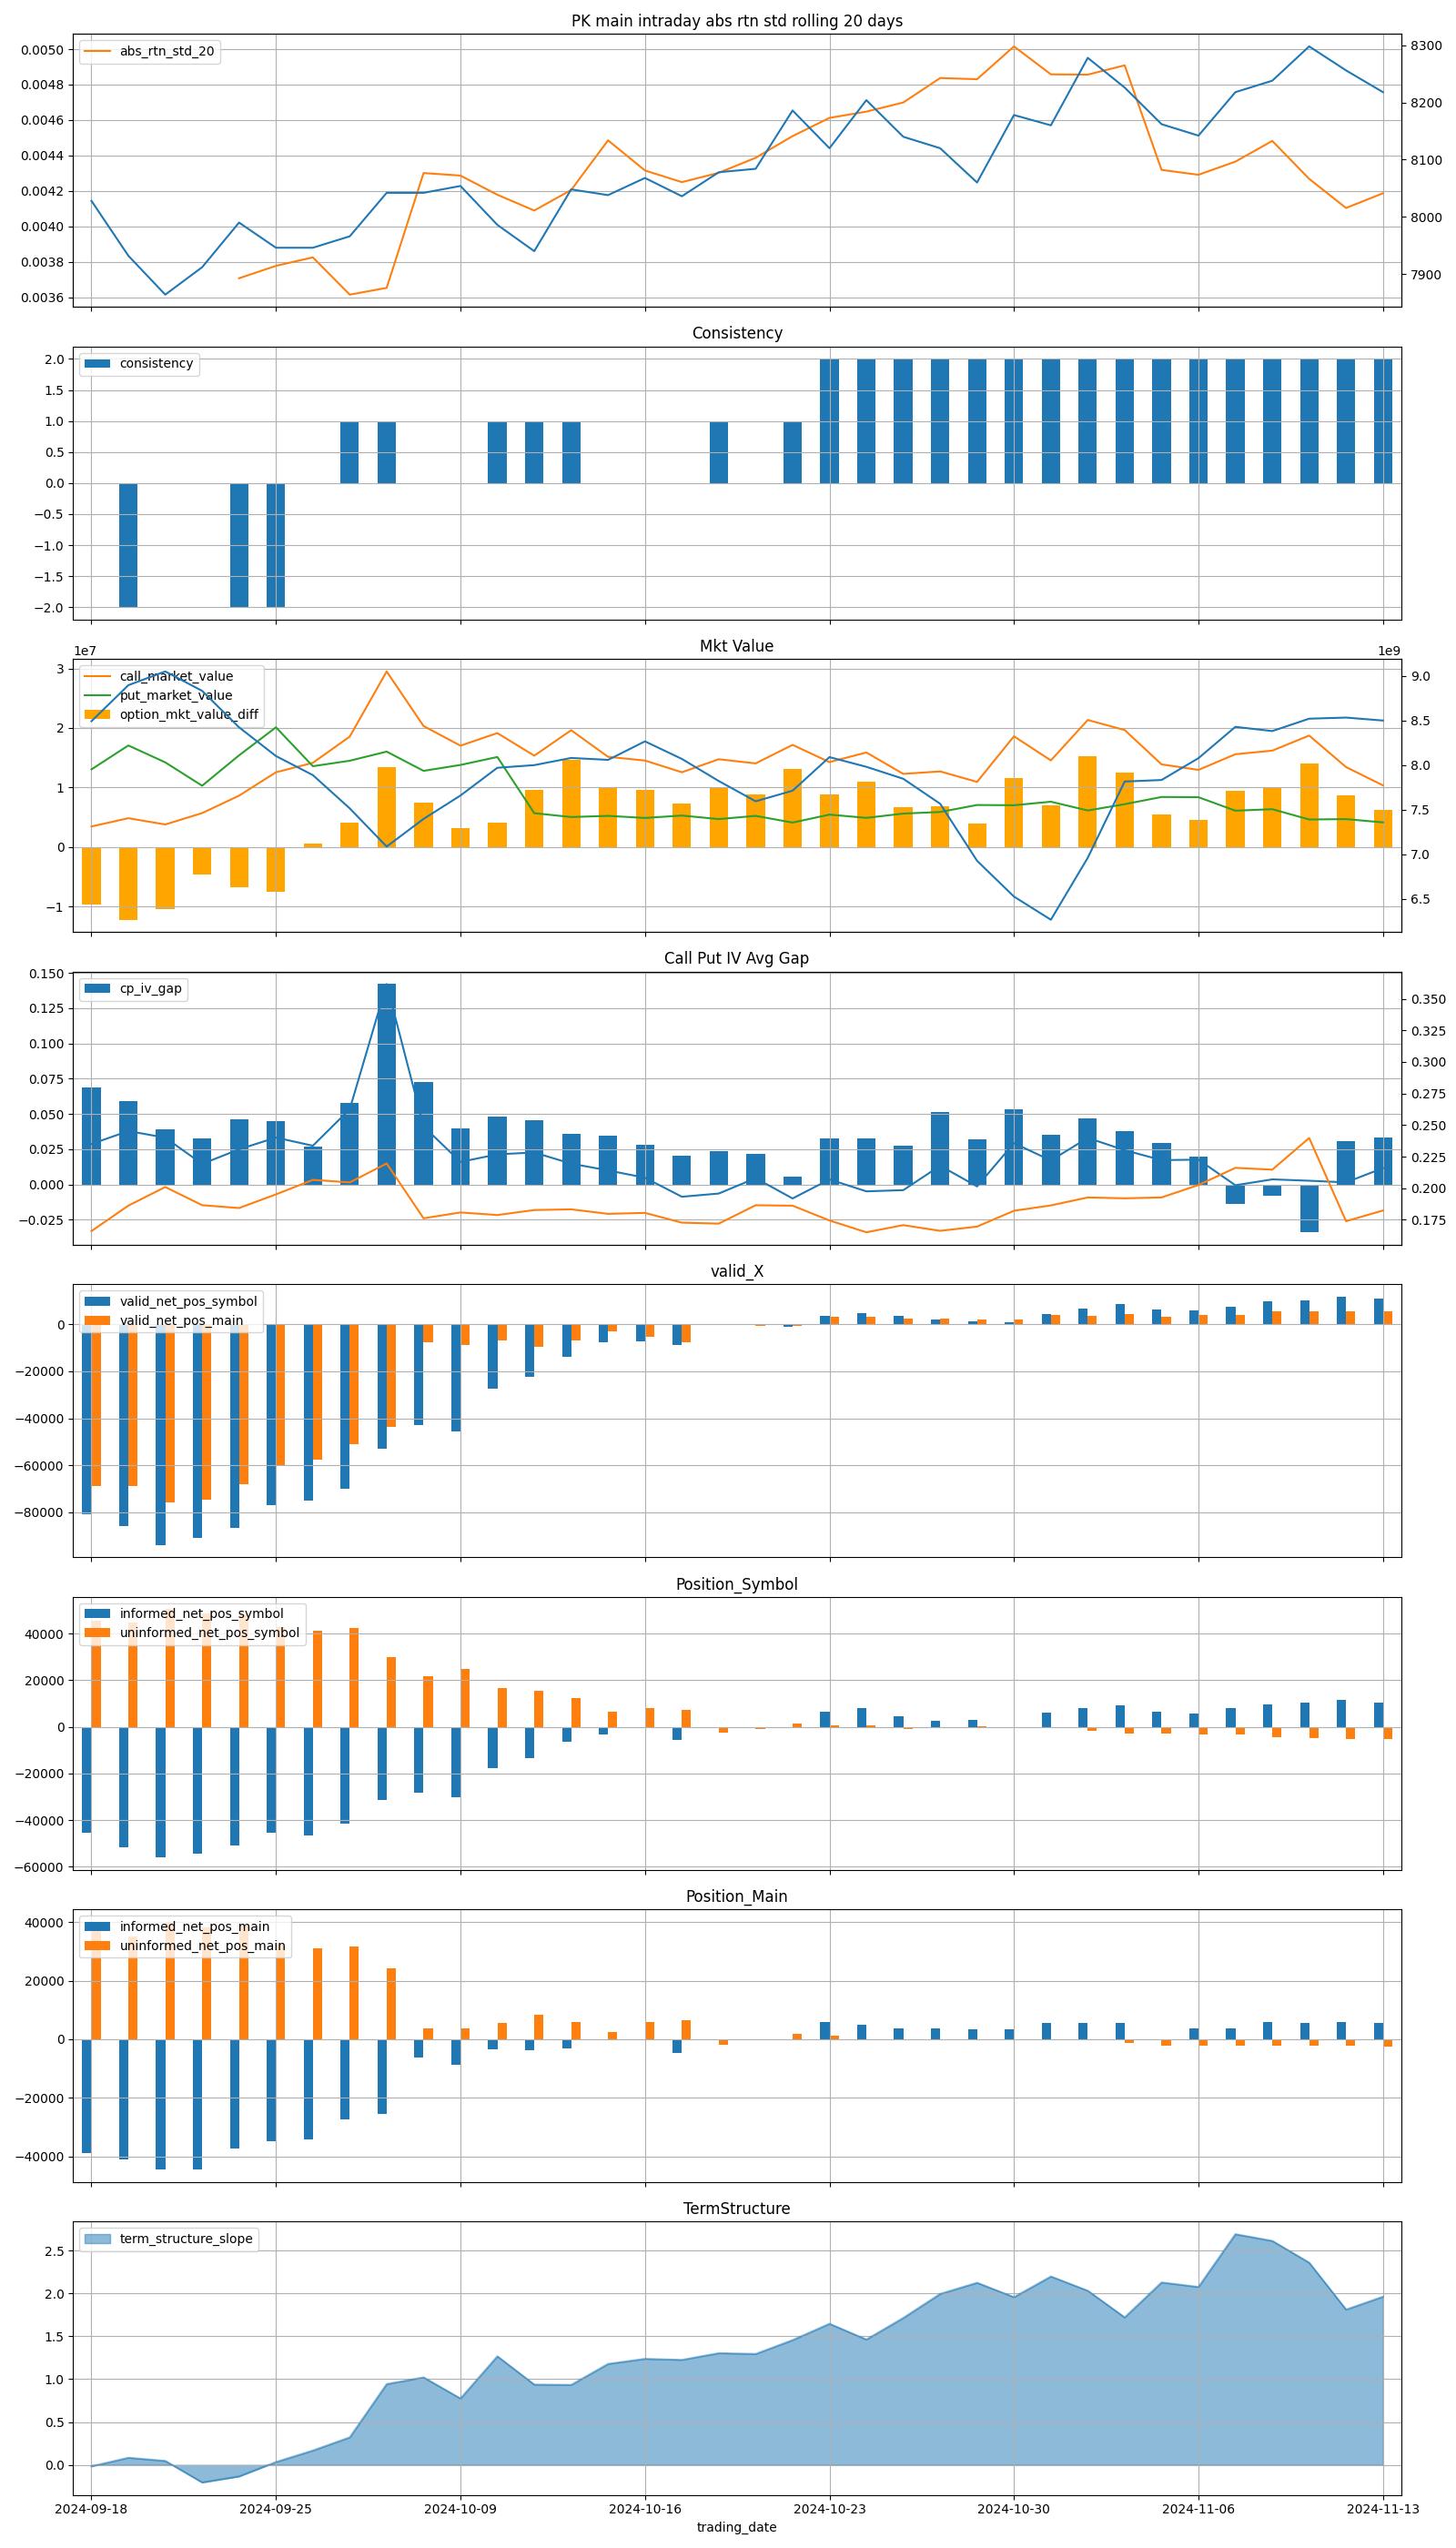 PK main intraday abs rtn std rolling 20 days
abs_rtn_std_20
0.0050
0.0048
0.0046
0.0044
0.0042
0.0040
0.0038
0.0036
8300
8200
8100
8000
7900
Consistency
consistency
2.0
1.5
1.0
0.5
0.0
−0.5
−1.0
−1.5
−2.0
Mkt Value
1e7
1e9
call_market_value
put_market_value
option_mkt_value_diff
3
2
1
0
−1
9.0
8.5
8.0
7.5
7.0
6.5
Call Put IV Avg Gap
cp_iv_gap
0.150
0.125
0.100
0.075
0.050
0.025
0.000
−0.025
0.350
0.325
0.300
0.275
0.250
0.225
0.200
0.175
valid_X
valid_net_pos_symbol
valid_net_pos_main
0
−20000
−40000
−60000
−80000
Position_Symbol
informed_net_pos_symbol
uninformed_net_pos_symbol
40000
20000
0
−20000
−40000
−60000
Position_Main
informed_net_pos_main
uninformed_net_pos_main
40000
20000
0
−20000
−40000
TermStructure
term_structure_slope
2.5
2.0
1.5
1.0
0.5
0.0
2024-09-18 2024-09-25 2024-10-09 2024-10-16 2024-10-23 2024-10-30 2024-11-06 2024-11-13
trading_date